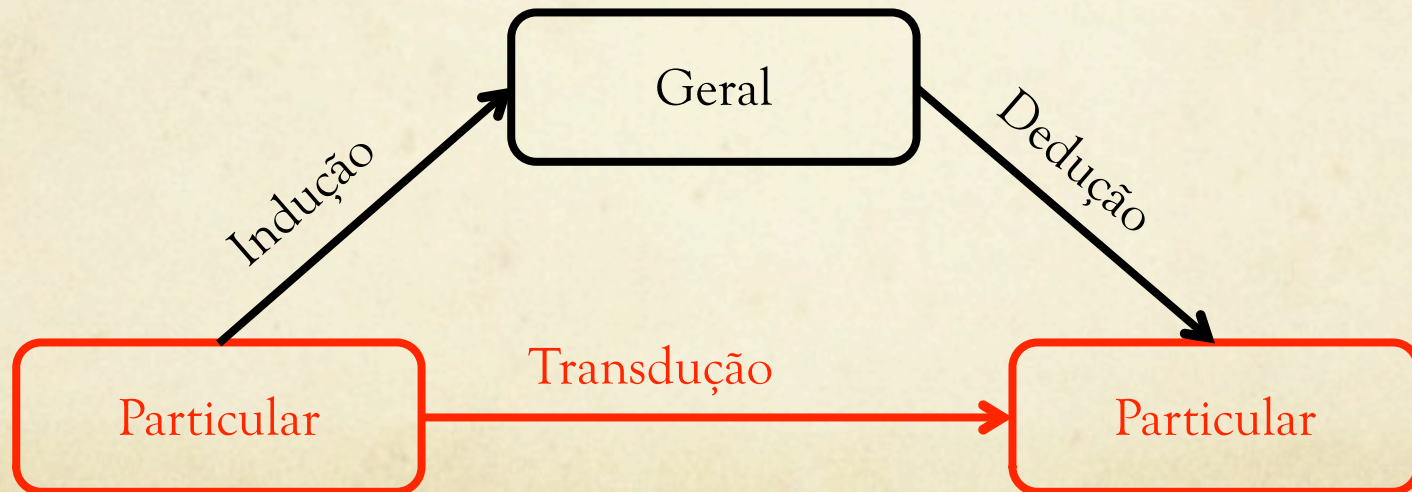 Geral
Indução
Dedução
Transdução
Particular
Particular